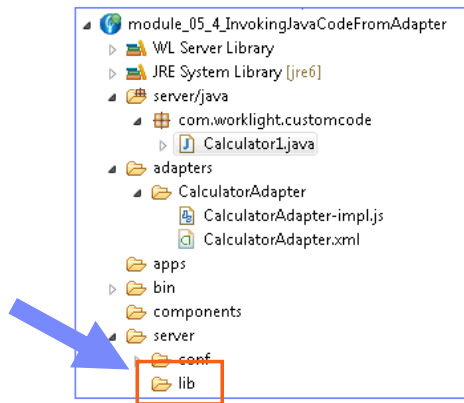 module_05_4_InvokingJavaCodeFromAdapter
WL Server Library
JRE System Library [jre6]
server/java
com.worklight.customcode
Calculator1.java
adapters
CalculatorAdapter
CalculatorAdapter-impl.js
CalculatorAdapter.xml
apps
bin
components
server
conf
lib